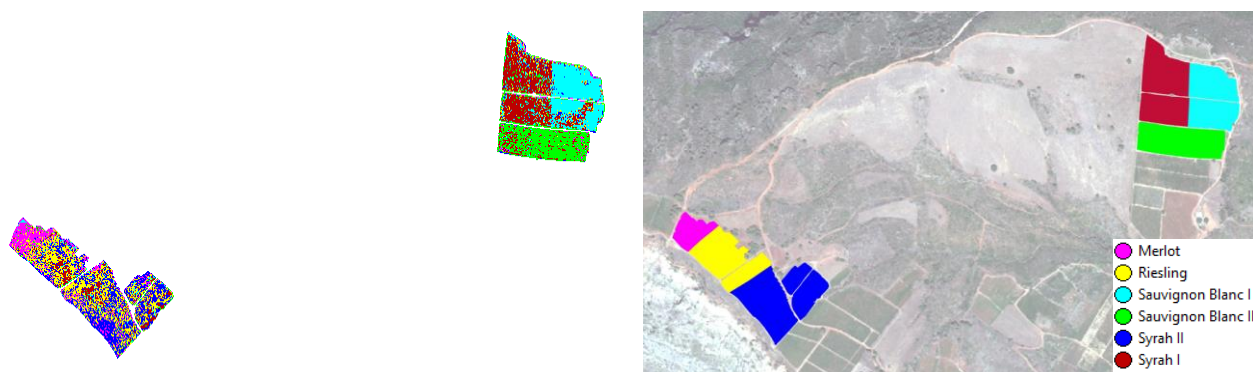 Merlot
Riesling
Sauvignon Blanc I
Sauvignon Blanc II
Syrah II
Syrah I